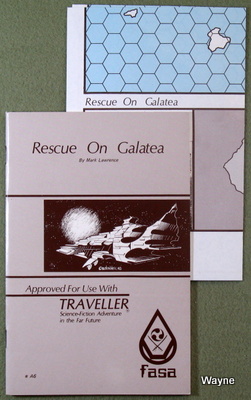 Rescue On Galatea
Rescue On Galatea
By Mark Lawrence
Approved For Use With
TRAVELLER
Science-Fiction Adventure
in the Far Future
fasa
Wayne